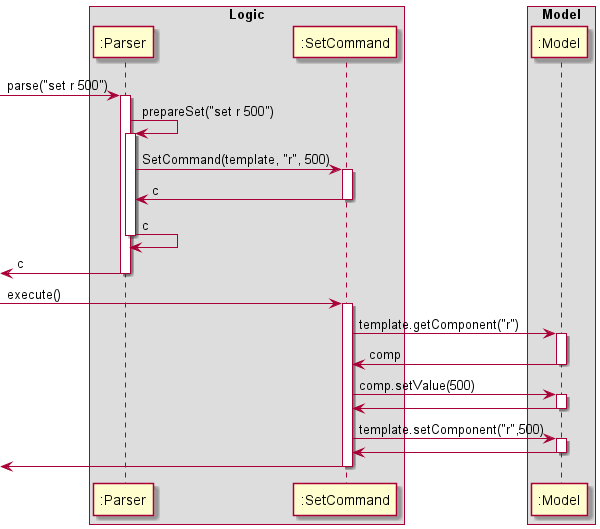 Logic
Model
:Parser
:SetCommand
:Model
parse("set r 500")
prepareSet("set r 500")
SetCommand(template, "r", 500)
c
c
c
execute()
template.getComponent("r")
comp
comp.setValue(500)
template.setComponent("r",500)
:Parser
:SetCommand
:Model